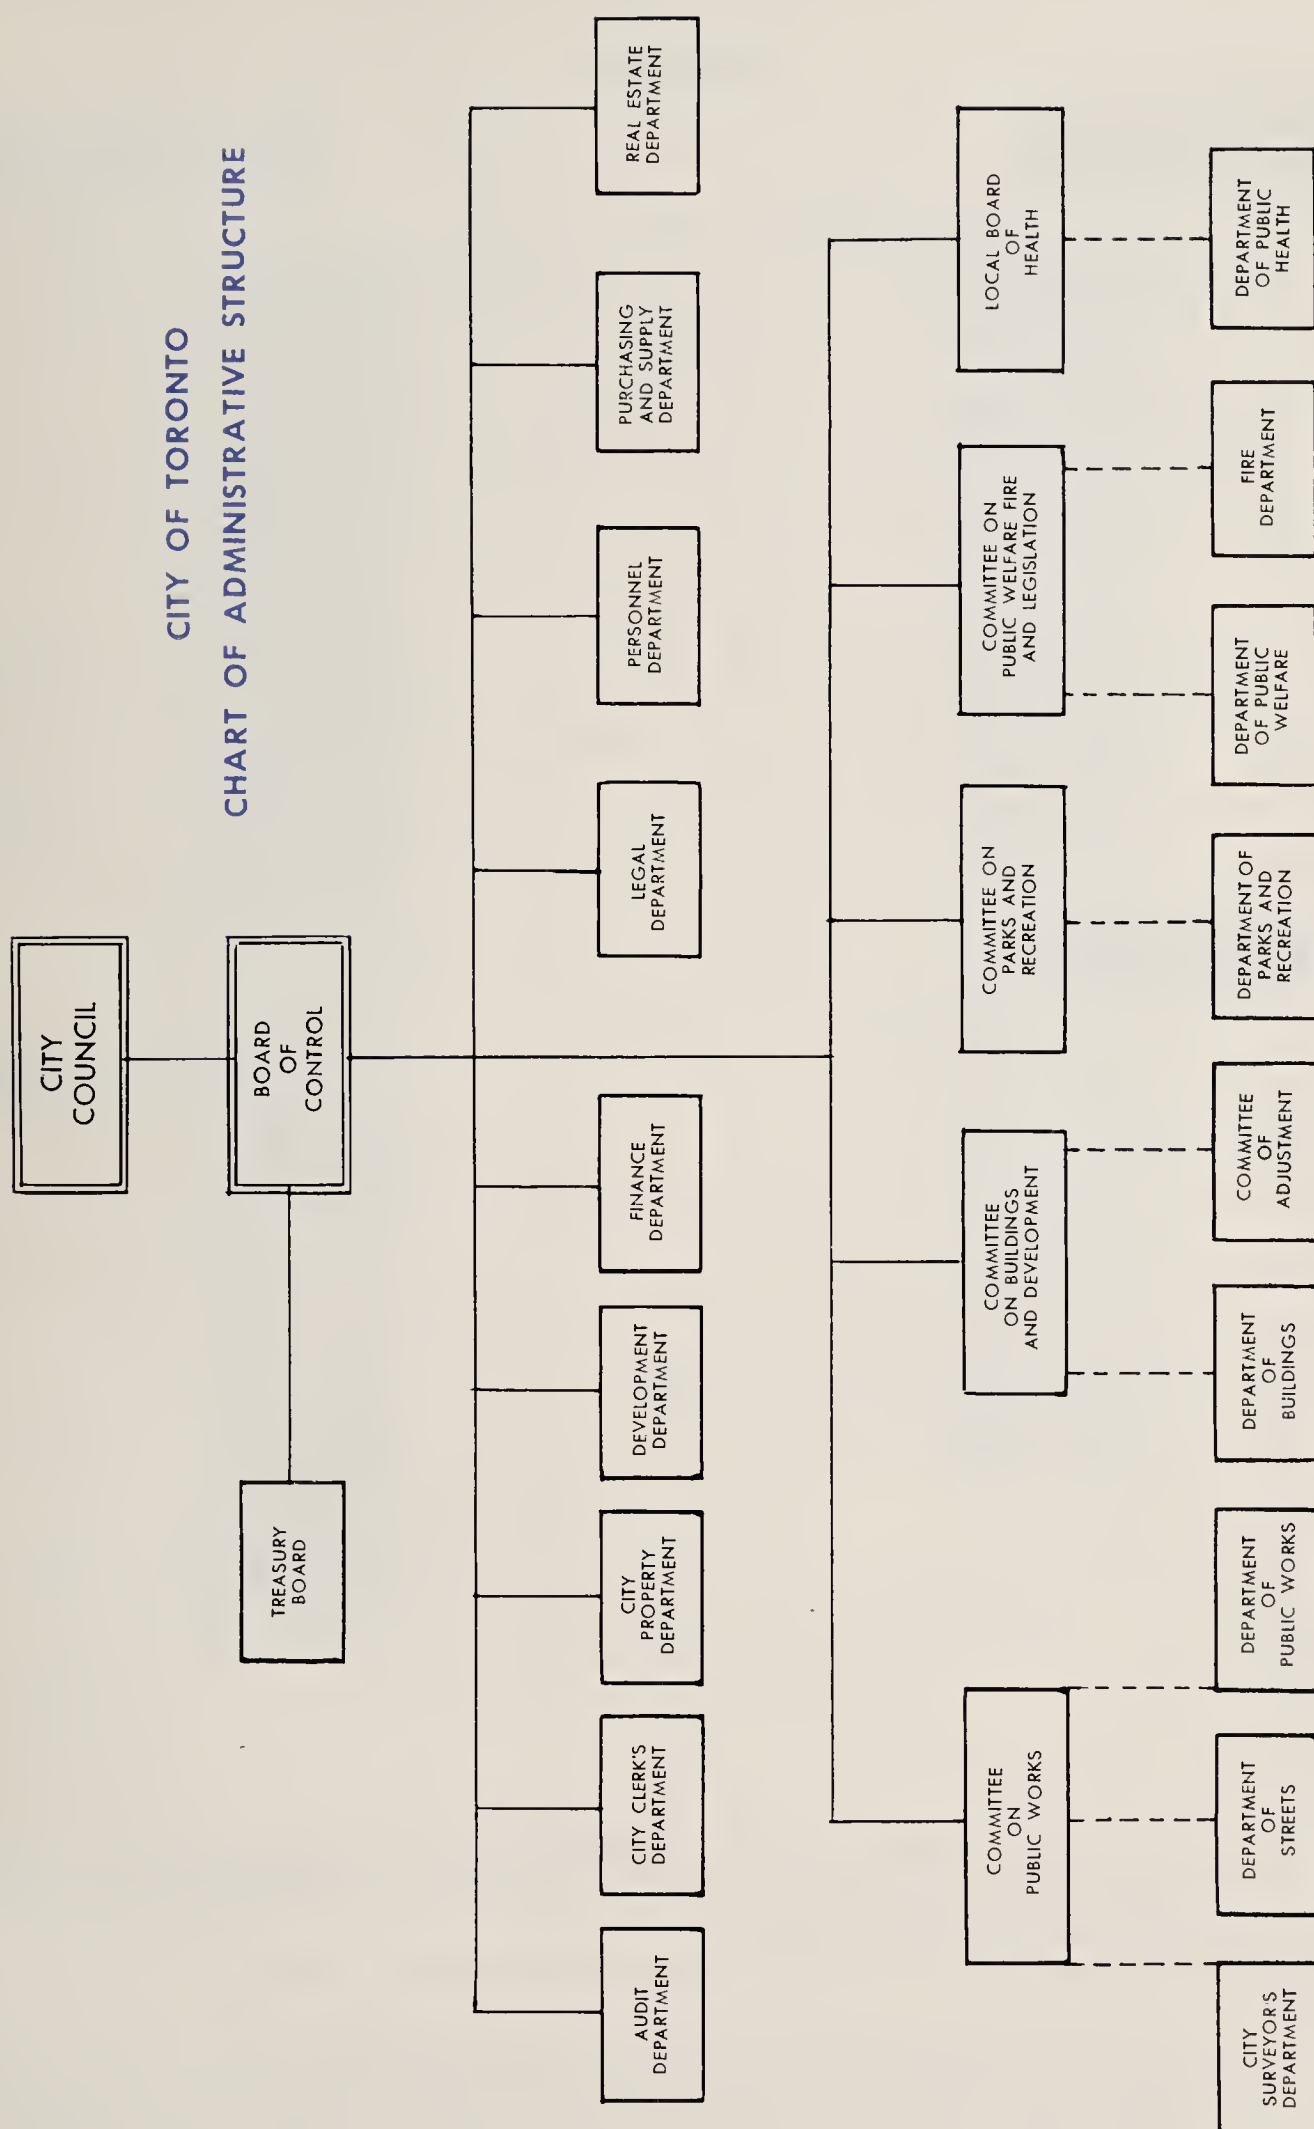 CITY OF TORONTO
CHART OF ADMINISTRATIVE STRUCTURE
CITY
COUNCIL
BOARD
OF
CONTROL
TREASURY
BOARD
AUDIT
DEPARTMENT
CITY CLERK'S
DEPARTMENT
CITY
PROPERTY
DEPARTMENT
DEVELOPMENT
DEPARTMENT
FINANCE
DEPARTMENT
LEGAL
DEPARTMENT
PERSONNEL
DEPARTMENT
PURCHASING
AND SUPPLY
DEPARTMENT
REAL ESTATE
DEPARTMENT
COMMITTEE
ON
PUBLIC WORKS
COMMITTEE
ON BUILDINGS
AND DEVELOPMENT
COMMITTEE ON
PARKS AND
RECREATION
COMMITTEE ON
PUBLIC WELFARE FIRE
AND LEGISLATION
LOCAL BOARD
OF
HEALTH
CITY
SURVEYOR'S
DEPARTMENT
DEPARTMENT
OF
STREETS
DEPARTMENT
OF
PUBLIC WORKS
DEPARTMENT
OF
BUILDINGS
COMMITTEE
OF
ADJUSTMENT
DEPARTMENT OF
PARKS AND
RECREATION
DEPARTMENT
OF PUBLIC
WELFARE
FIRE
DEPARTMENT
DEPARTMENT
OF PUBLIC
HEALTH